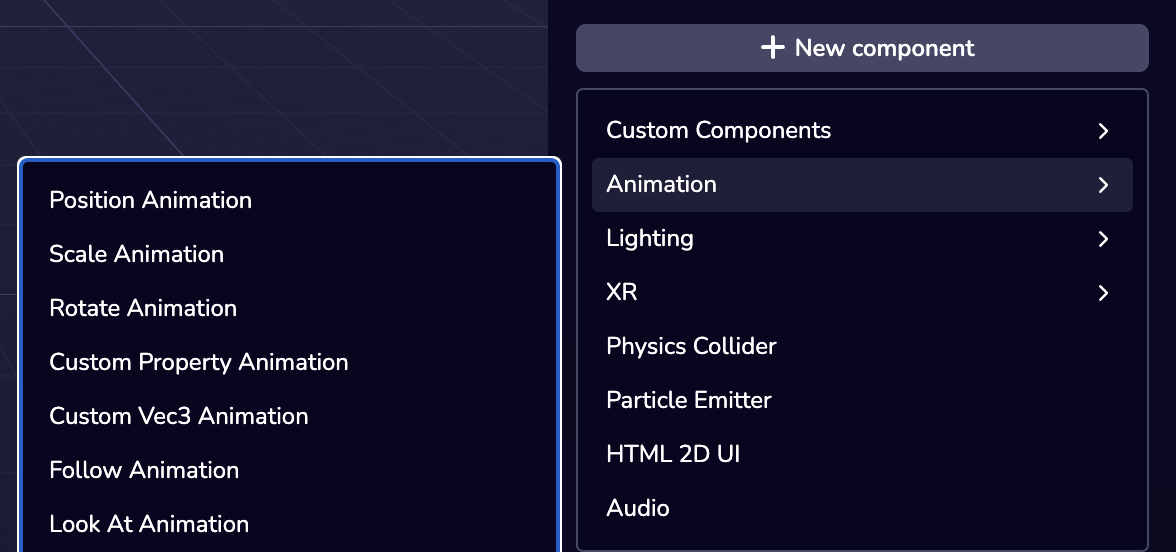 New component
Custom Components
Animation
Lighting
XR
Physics Collider
Particle Emitter
HTML 2D UI
Audio
Position Animation
Scale Animation
Rotate Animation
Custom Property Animation
Custom Vec3 Animation
Follow Animation
Look At Animation